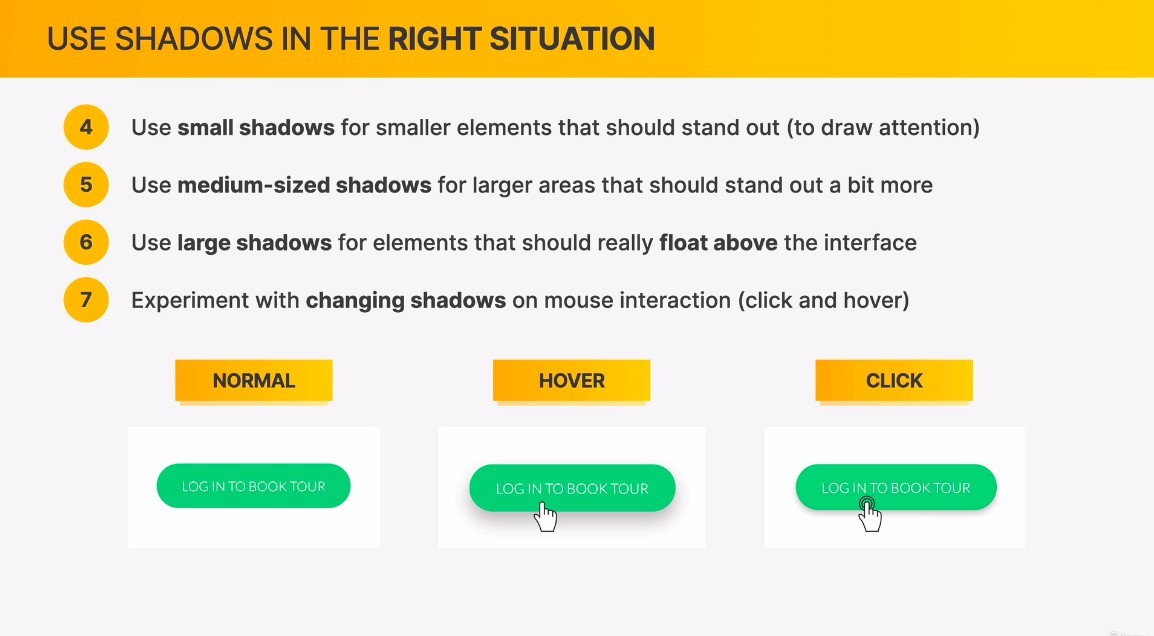 USE SHADOWS IN THE RIGHT SITUATION
4 Use small shadows for smaller elements that should stand out (to draw attention)
5 Use medium-sized shadows for larger areas that should stand out a bit more
6 Use large shadows for elements that should really float above the interface
7 Experiment with changing shadows on mouse interaction (click and hover)
NORMAL HOVER CLICK
LOG IN TO BOOK TOUR LOG IN TO BOOK TOUR LOG IN TO BOOK TOUR